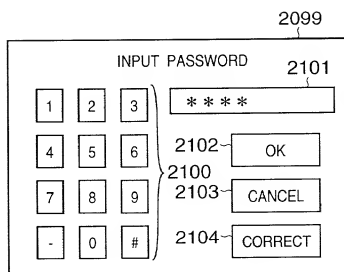 2099
INPUT PASSWORD
2101
1 2 3
****
4 5 6
2102
OK
2100
7 8 9
2103
CANCEL
- 0 #
2104
CORRECT